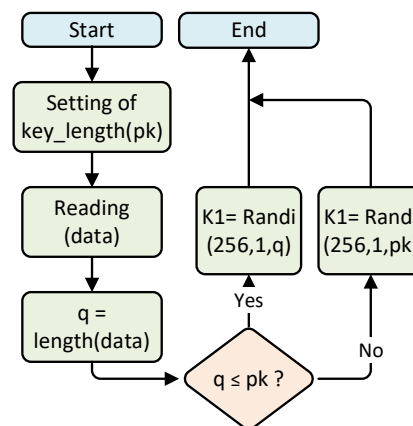 Start
Setting of
key_length(pk)
Reading
(data)
q =
length(data)
q ≤ pk ?
Yes
K1= Randi
(256,1,q)
No
K1= Rand
(256,1,pk
End